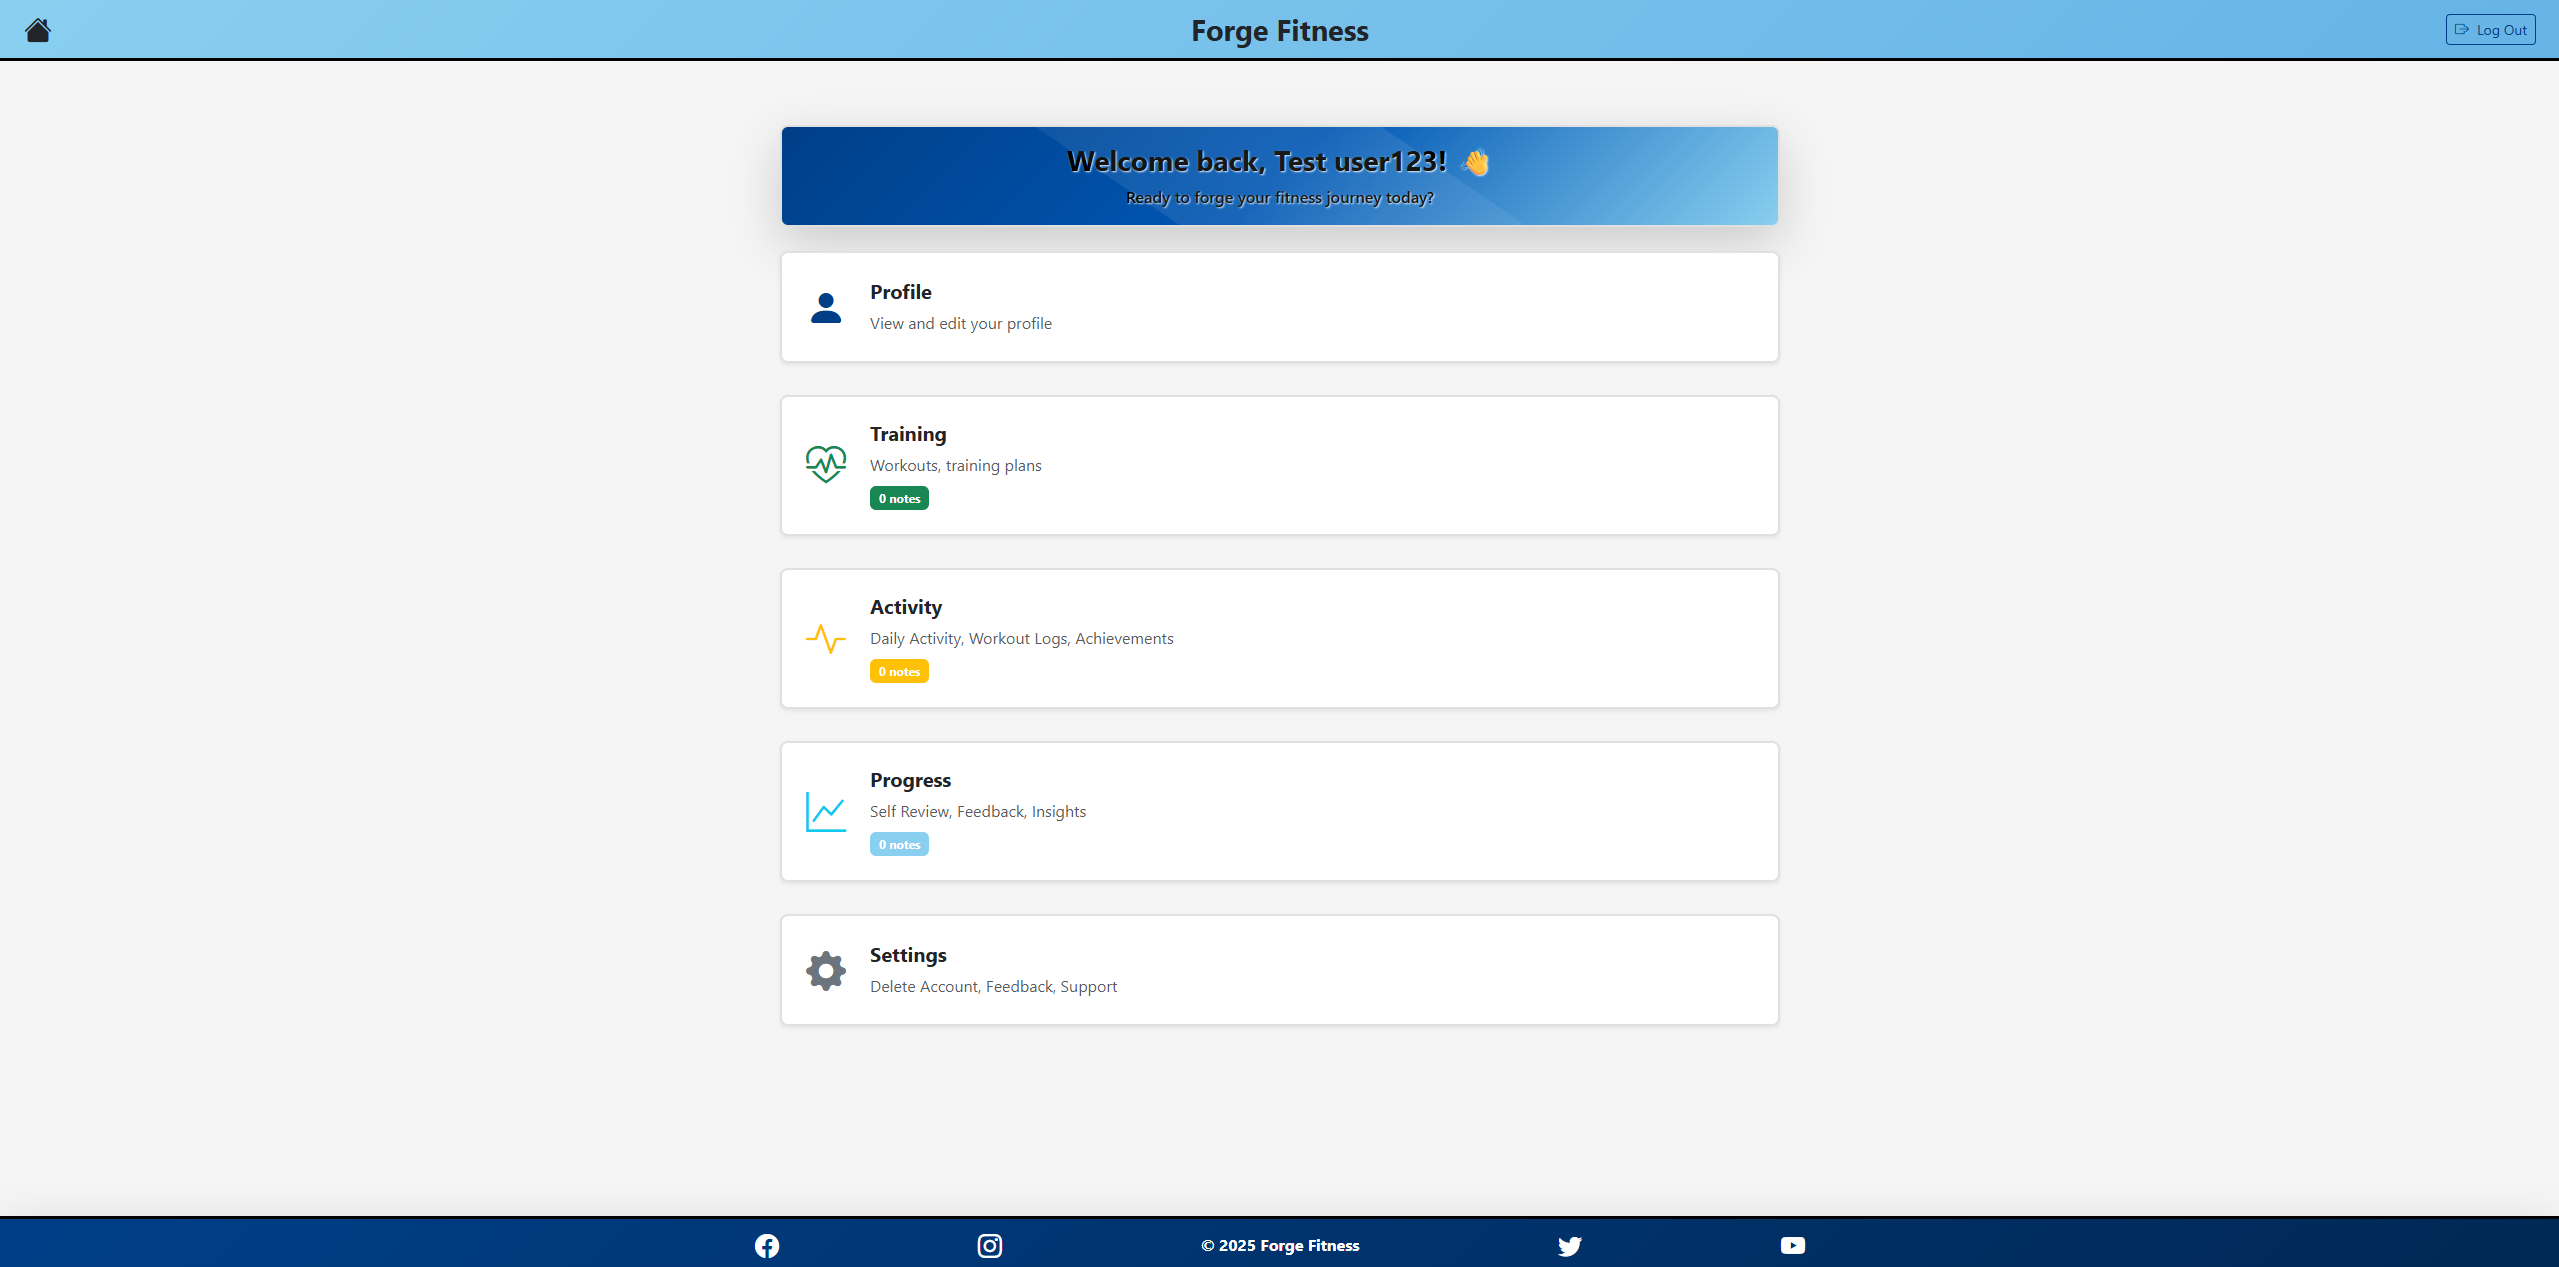 Forge Fitness
Log Out
Welcome back, Test user123! 👋
Ready to forge your fitness journey today?
Profile
View and edit your profile
Training
Workouts, training plans
0 notes
Activity
Daily Activity, Workout Logs, Achievements
0 notes
Progress
Self Review, Feedback, Insights
0 notes
Settings
Delete Account, Feedback, Support
© 2025 Forge Fitness